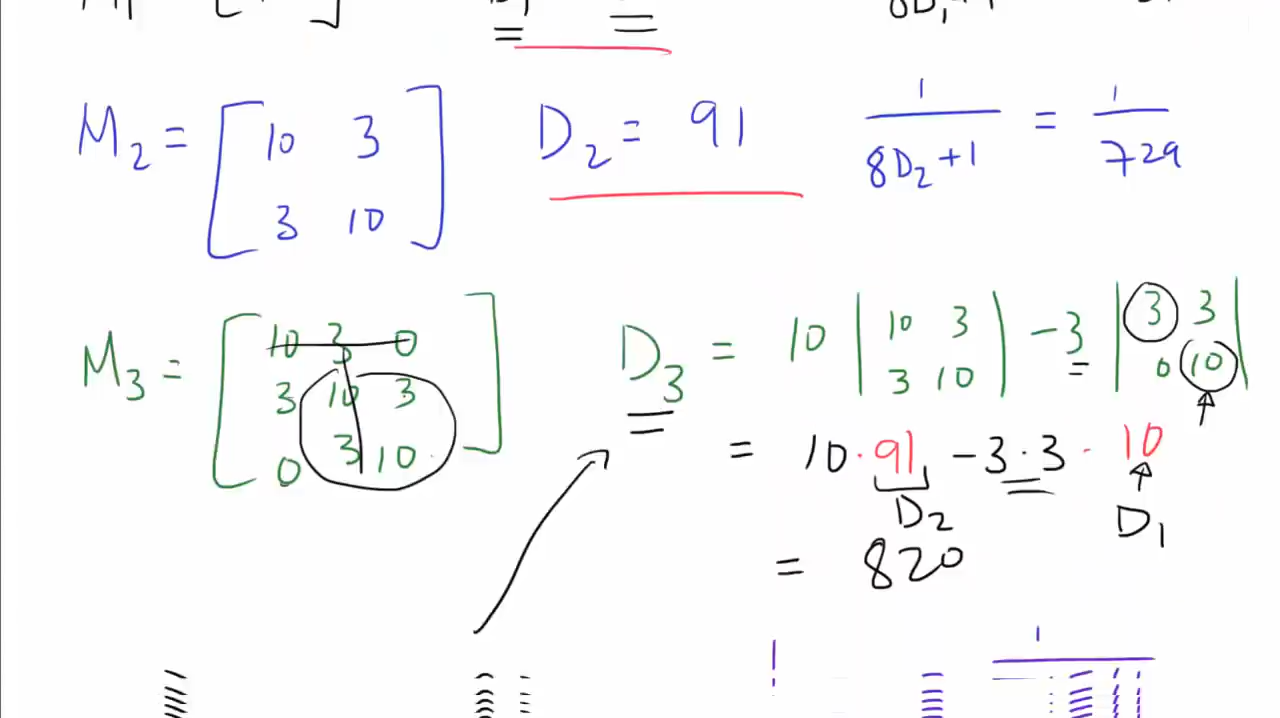 M₂ = [ 10 3 D₂ = 91 1/(8D₂+1) = 1/729
3 10 ]
M₃ = [ 10 3 0 D₃ = 10 | 10 3 | -3 | 3 3 |
3 10 3 | 3 10 | | 0 10 |
0 3 10 ] = 10 · 91 - 3 · 3 · 10
D₂ D₁
= 820
1